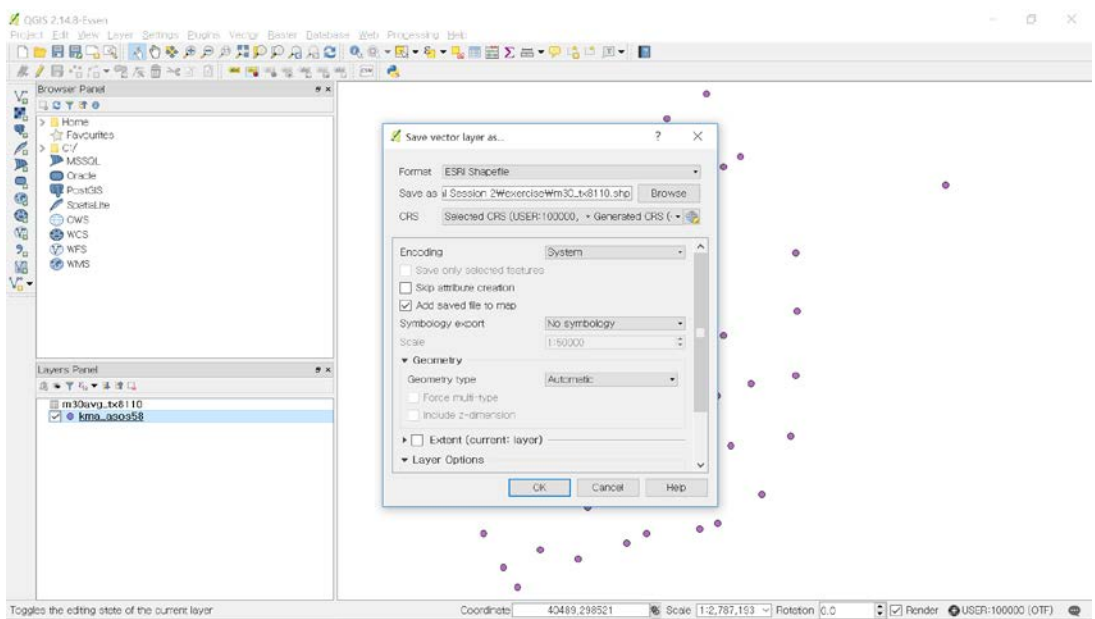 QGIS 2.14.8-Essen
Project Edit View Layer Settings Plugins Vector Raster Database Web Processing Help
Browser Panel
Home
Favourites
C:/
MSSQL
Oracle
PostGIS
SpatiaLite
OWS
WCS
WFS
WMS
Layers Panel
m30avg_tx8110
kma_asos58
Save vector layer as...
Format ESRI Shapefile
Save as l Session 2₩exercise₩m30_tx8110.shp Browse
CRS Selected CRS (USER:100000, * Generated CRS (
Encoding System
Save only selected features
Skip attribute creation
Add saved file to map
Symbology export No symbology
Scale 1:50000
Geometry
Geometry type Automatic
Force multi-type
Include z-dimension
Extent (current: layer)
Layer Options
OK Cancel Help
Toggles the editing state of the current layer Coordinate 40489,298521 Scale 1:2,787,193 Rotation 0.0 Render USER:100000 (OTF)